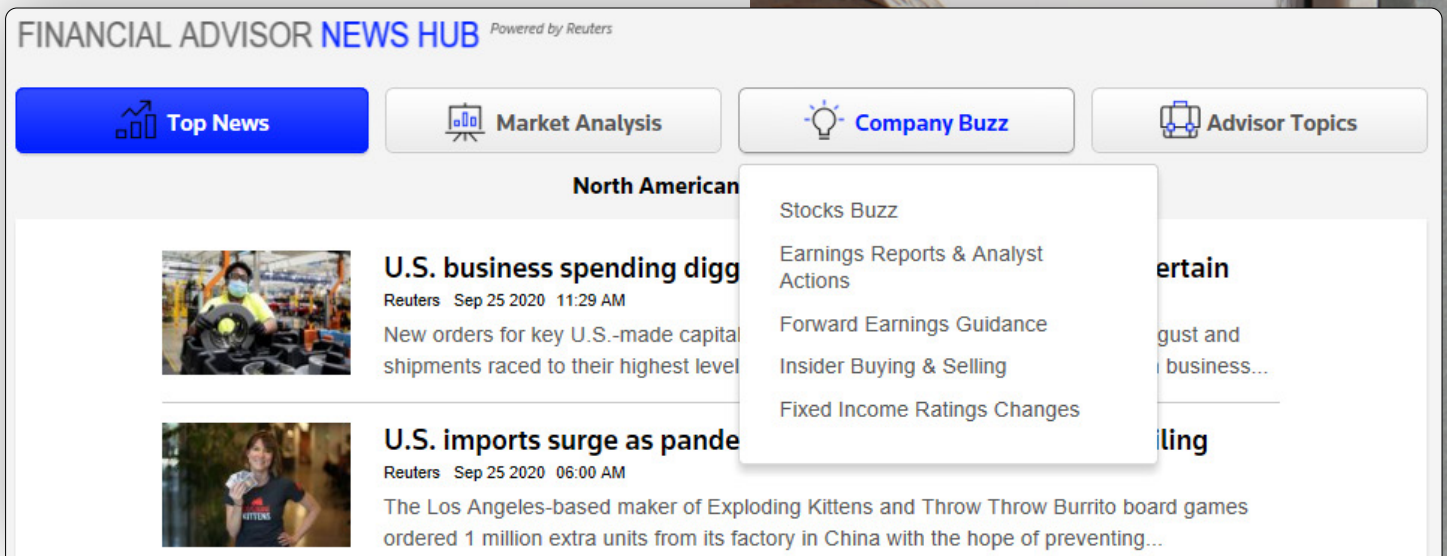 FINANCIAL ADVISOR NEWS HUB Powered by Reuters
Top News
Market Analysis
Company Buzz
Advisor Topics
North American
Stocks Buzz
Earnings Reports & Analyst
Actions
Forward Earnings Guidance
Insider Buying & Selling
Fixed Income Ratings Changes
U.S. business spending digg ertain
Reuters Sep 25 2020 11:29 AM
New orders for key U.S.-made capital gust and
shipments raced to their highest level business...
U.S. imports surge as pande iling
Reuters Sep 25 2020 06:00 AM
The Los Angeles-based maker of Exploding Kittens and Throw Throw Burrito board games
ordered 1 million extra units from its factory in China with the hope of preventing...
KITTENS